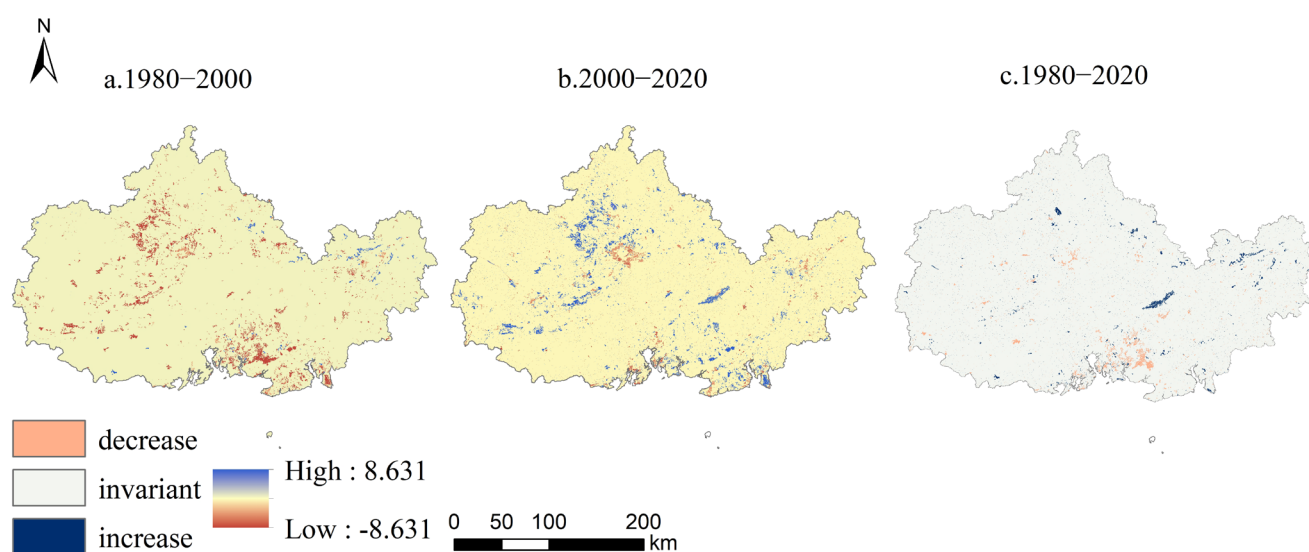 N
a.1980−2000
b.2000−2020
c.1980−2020
decrease
invariant
increase
High : 8.631
Low : -8.631
0 50 100 200
km